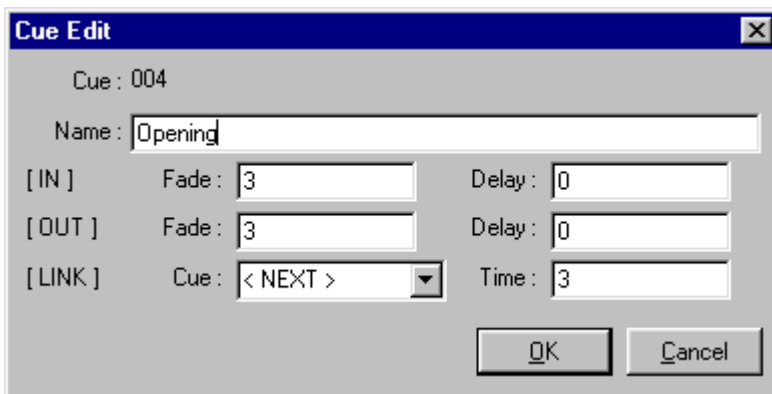 Cue Edit
Cue : 004
Name : Opening
[ IN ] Fade : 3 Delay : 0
[ OUT ] Fade : 3 Delay : 0
[ LINK ] Cue : < NEXT > Time : 3
OK Cancel